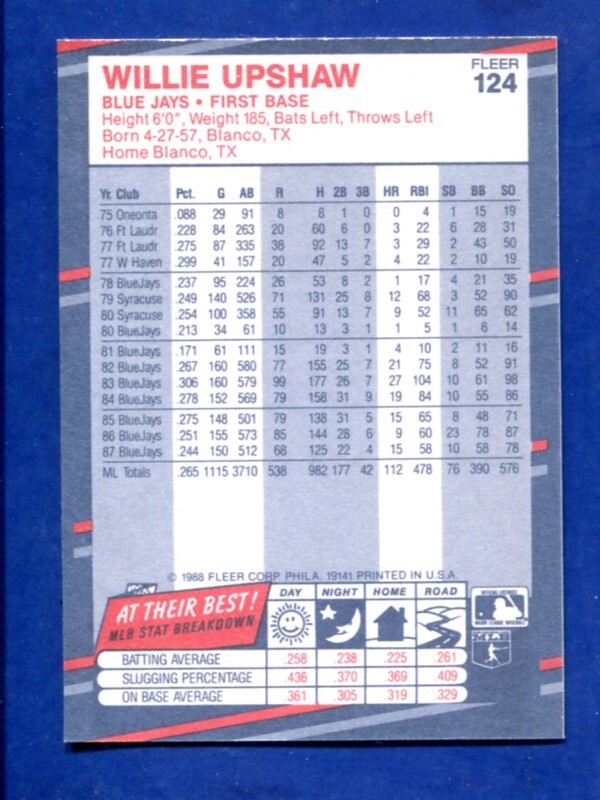 WILLIE UPSHAW
FLEER
124
BLUE JAYS • FIRST BASE
Height 6'0", Weight 185, Bats Left, Throws Left
Born 4-27-57, Blanco, TX
Home Blanco, TX
Yr. Club Pct. G AB R H 2B 3B HR RBI SB BB SO
75 Oneonta .088 29 91 8 8 1 0 0 4 1 15 19
76 Ft Laudr .228 84 263 20 60 6 0 3 22 6 28 31
77 Ft Laudr .275 87 335 38 92 13 7 3 29 2 43 50
77 W Haven .299 41 157 20 47 5 2 4 22 2 10 19
78 BlueJays .237 95 224 26 53 8 2 1 17 4 21 35
79 Syracuse .249 140 526 71 131 25 8 12 68 3 52 90
80 Syracuse .254 100 358 55 91 13 7 9 52 11 65 62
80 BlueJays .213 34 61 10 13 3 1 1 5 1 6 14
81 BlueJays .171 61 111 15 19 3 1 4 10 2 11 16
82 BlueJays .267 160 580 77 155 25 7 21 75 8 52 91
83 BlueJays .306 160 579 99 177 26 7 27 104 10 61 98
84 BlueJays .278 152 569 79 158 31 9 19 84 10 55 86
85 BlueJays .275 148 501 79 138 31 5 15 65 8 48 71
86 BlueJays .251 155 573 85 144 28 6 9 60 23 78 87
87 BlueJays .244 150 512 68 125 22 4 15 58 10 58 78
ML Totals .265 1115 3710 538 982 177 42 112 478 76 390 576
© 1988 FLEER CORP. PHILA. 19141 PRINTED IN U.S.A.
AT THEIR BEST!
MLB STAT BREAKDOWN
DAY NIGHT HOME ROAD
BATTING AVERAGE .258 .238 .225 .261
SLUGGING PERCENTAGE .436 .370 .369 .409
ON BASE AVERAGE .361 .305 .319 .329